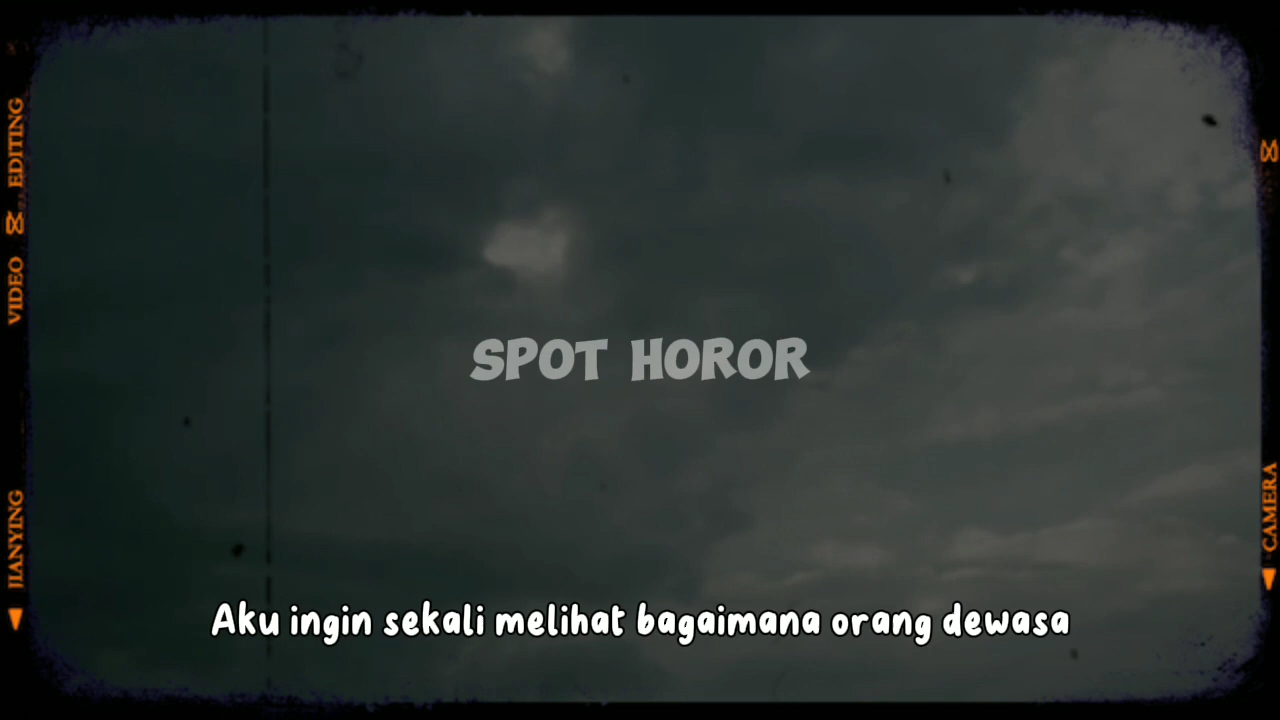 EDITING
VIDEO
JIANYING
SPOT HOROR
CAMERA
Aku ingin sekali melihat bagaimana orang dewasa